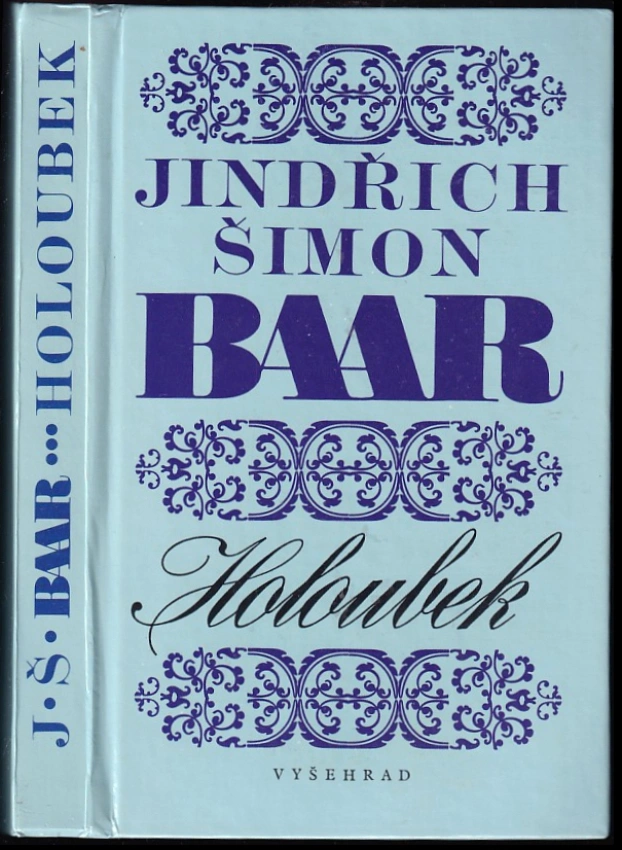 J · Š · BAAR ··· HOLOUBEK
JINDŘICH
ŠIMON
BAAR
Holoubek
VYŠEHRAD